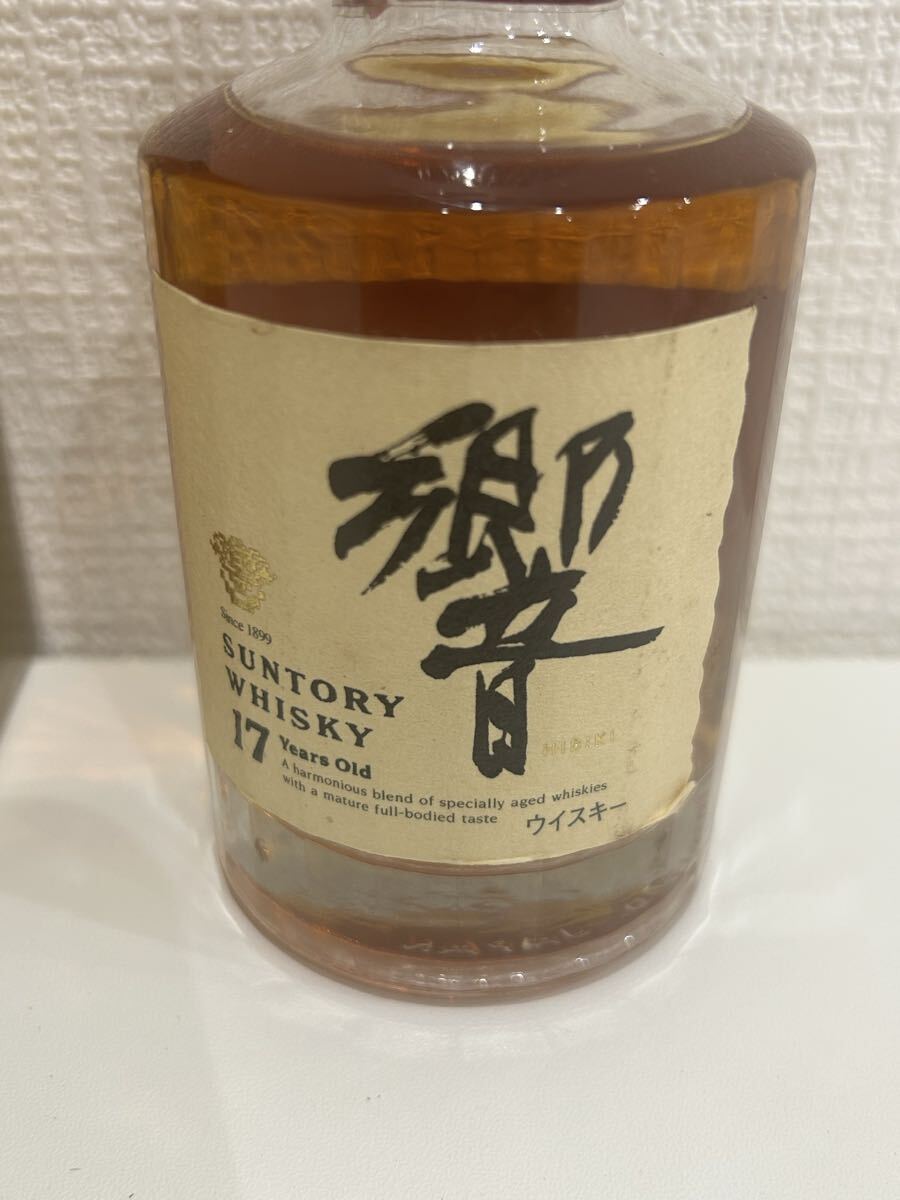 響
HIBIKI
Since 1899
SUNTORY
WHISKY
17 Years Old
A harmonious blend of specially aged whiskies
with a mature full-bodied taste
ウイスキー